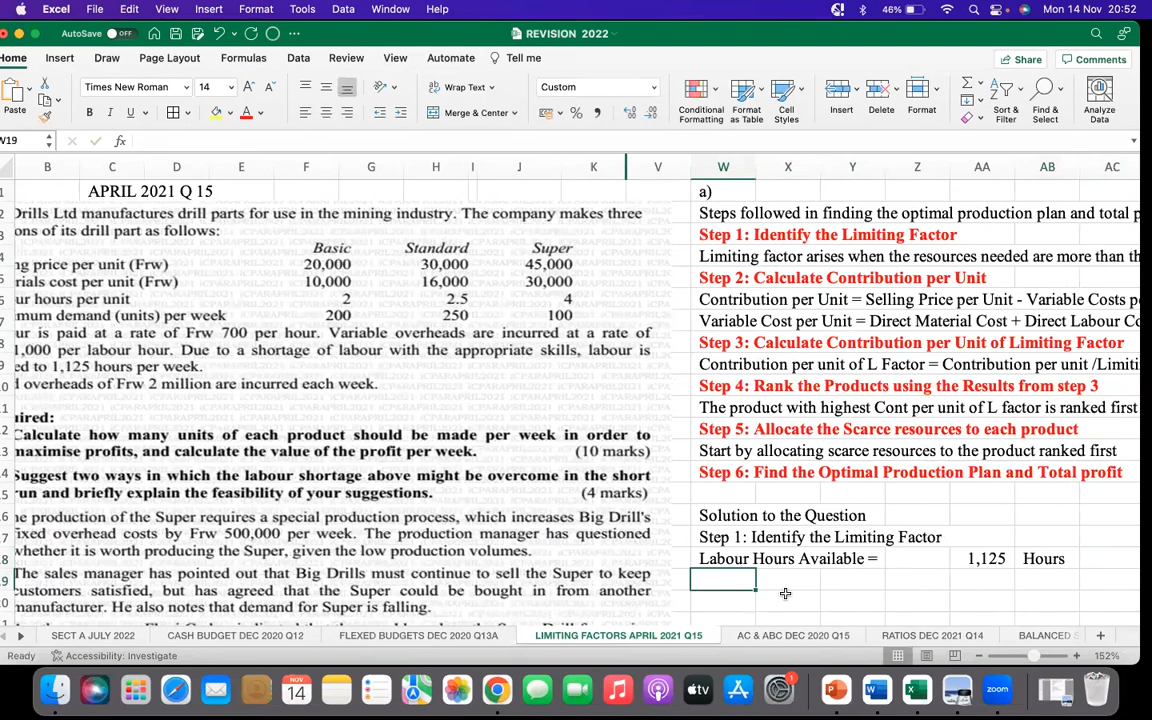 Excel File Edit View Insert Format Tools Data Window Help 46% Mon 14 Nov 20:52
AutoSave OFF REVISION 2022
Home Insert Draw Page Layout Formulas Data Review View Automate Tell me Share Comments
Paste Times New Roman 14 Wrap Text Custom
Merge & Center Conditional Formatting Format as Table Cell Styles Insert Delete Format Sort & Filter Find & Select Analyze Data
W19 fx
B C D E F G H I J K V W X Y Z AA AB AC
APRIL 2021 Q 15
Drills Ltd manufactures drill parts for use in the mining industry. The company makes three
ons of its drill part as follows:
Basic Standard Super
ng price per unit (Frw) 20,000 30,000 45,000
rials cost per unit (Frw) 10,000 16,000 30,000
ur hours per unit 2 2.5 4
mum demand (units) per week 200 250 100
ur is paid at a rate of Frw 700 per hour. Variable overheads are incurred at a rate of
1,000 per labour hour. Due to a shortage of labour with the appropriate skills, labour is
ed to 1,125 hours per week.
d overheads of Frw 2 million are incurred each week.
uired:
Calculate how many units of each product should be made per week in order to
maximise profits, and calculate the value of the profit per week. (10 marks)
Suggest two ways in which the labour shortage above might be overcome in the short
run and briefly explain the feasibility of your suggestions. (4 marks)
he production of the Super requires a special production process, which increases Big Drill's
fixed overhead costs by Frw 500,000 per week. The production manager has questioned
whether it is worth producing the Super, given the low production volumes.
The sales manager has pointed out that Big Drills must continue to sell the Super to keep
customers satisfied, but has agreed that the Super could be bought in from another
manufacturer. He also notes that demand for Super is falling.
a)
Steps followed in finding the optimal production plan and total p
Step 1: Identify the Limiting Factor
Limiting factor arises when the resources needed are more than th
Step 2: Calculate Contribution per Unit
Contribution per Unit = Selling Price per Unit - Variable Costs pe
Variable Cost per Unit = Direct Material Cost + Direct Labour Co
Step 3: Calculate Contribution per Unit of Limiting Factor
Contribution per unit of L Factor = Contribution per unit /Limiti
Step 4: Rank the Products using the Results from step 3
The product with highest Cont per unit of L factor is ranked first
Step 5: Allocate the Scarce resources to each product
Start by allocating scarce resources to the product ranked first
Step 6: Find the Optimal Production Plan and Total profit
Solution to the Question
Step 1: Identify the Limiting Factor
Labour Hours Available = 1,125 Hours
SECT A JULY 2022 CASH BUDGET DEC 2020 Q12 FLEXED BUDGETS DEC 2020 Q13A LIMITING FACTORS APRIL 2021 Q15 AC & ABC DEC 2020 Q15 RATIOS DEC 2021 Q14 BALANCED S
Ready Accessibility: Investigate 152%
NOV 14 tv 1 zoom